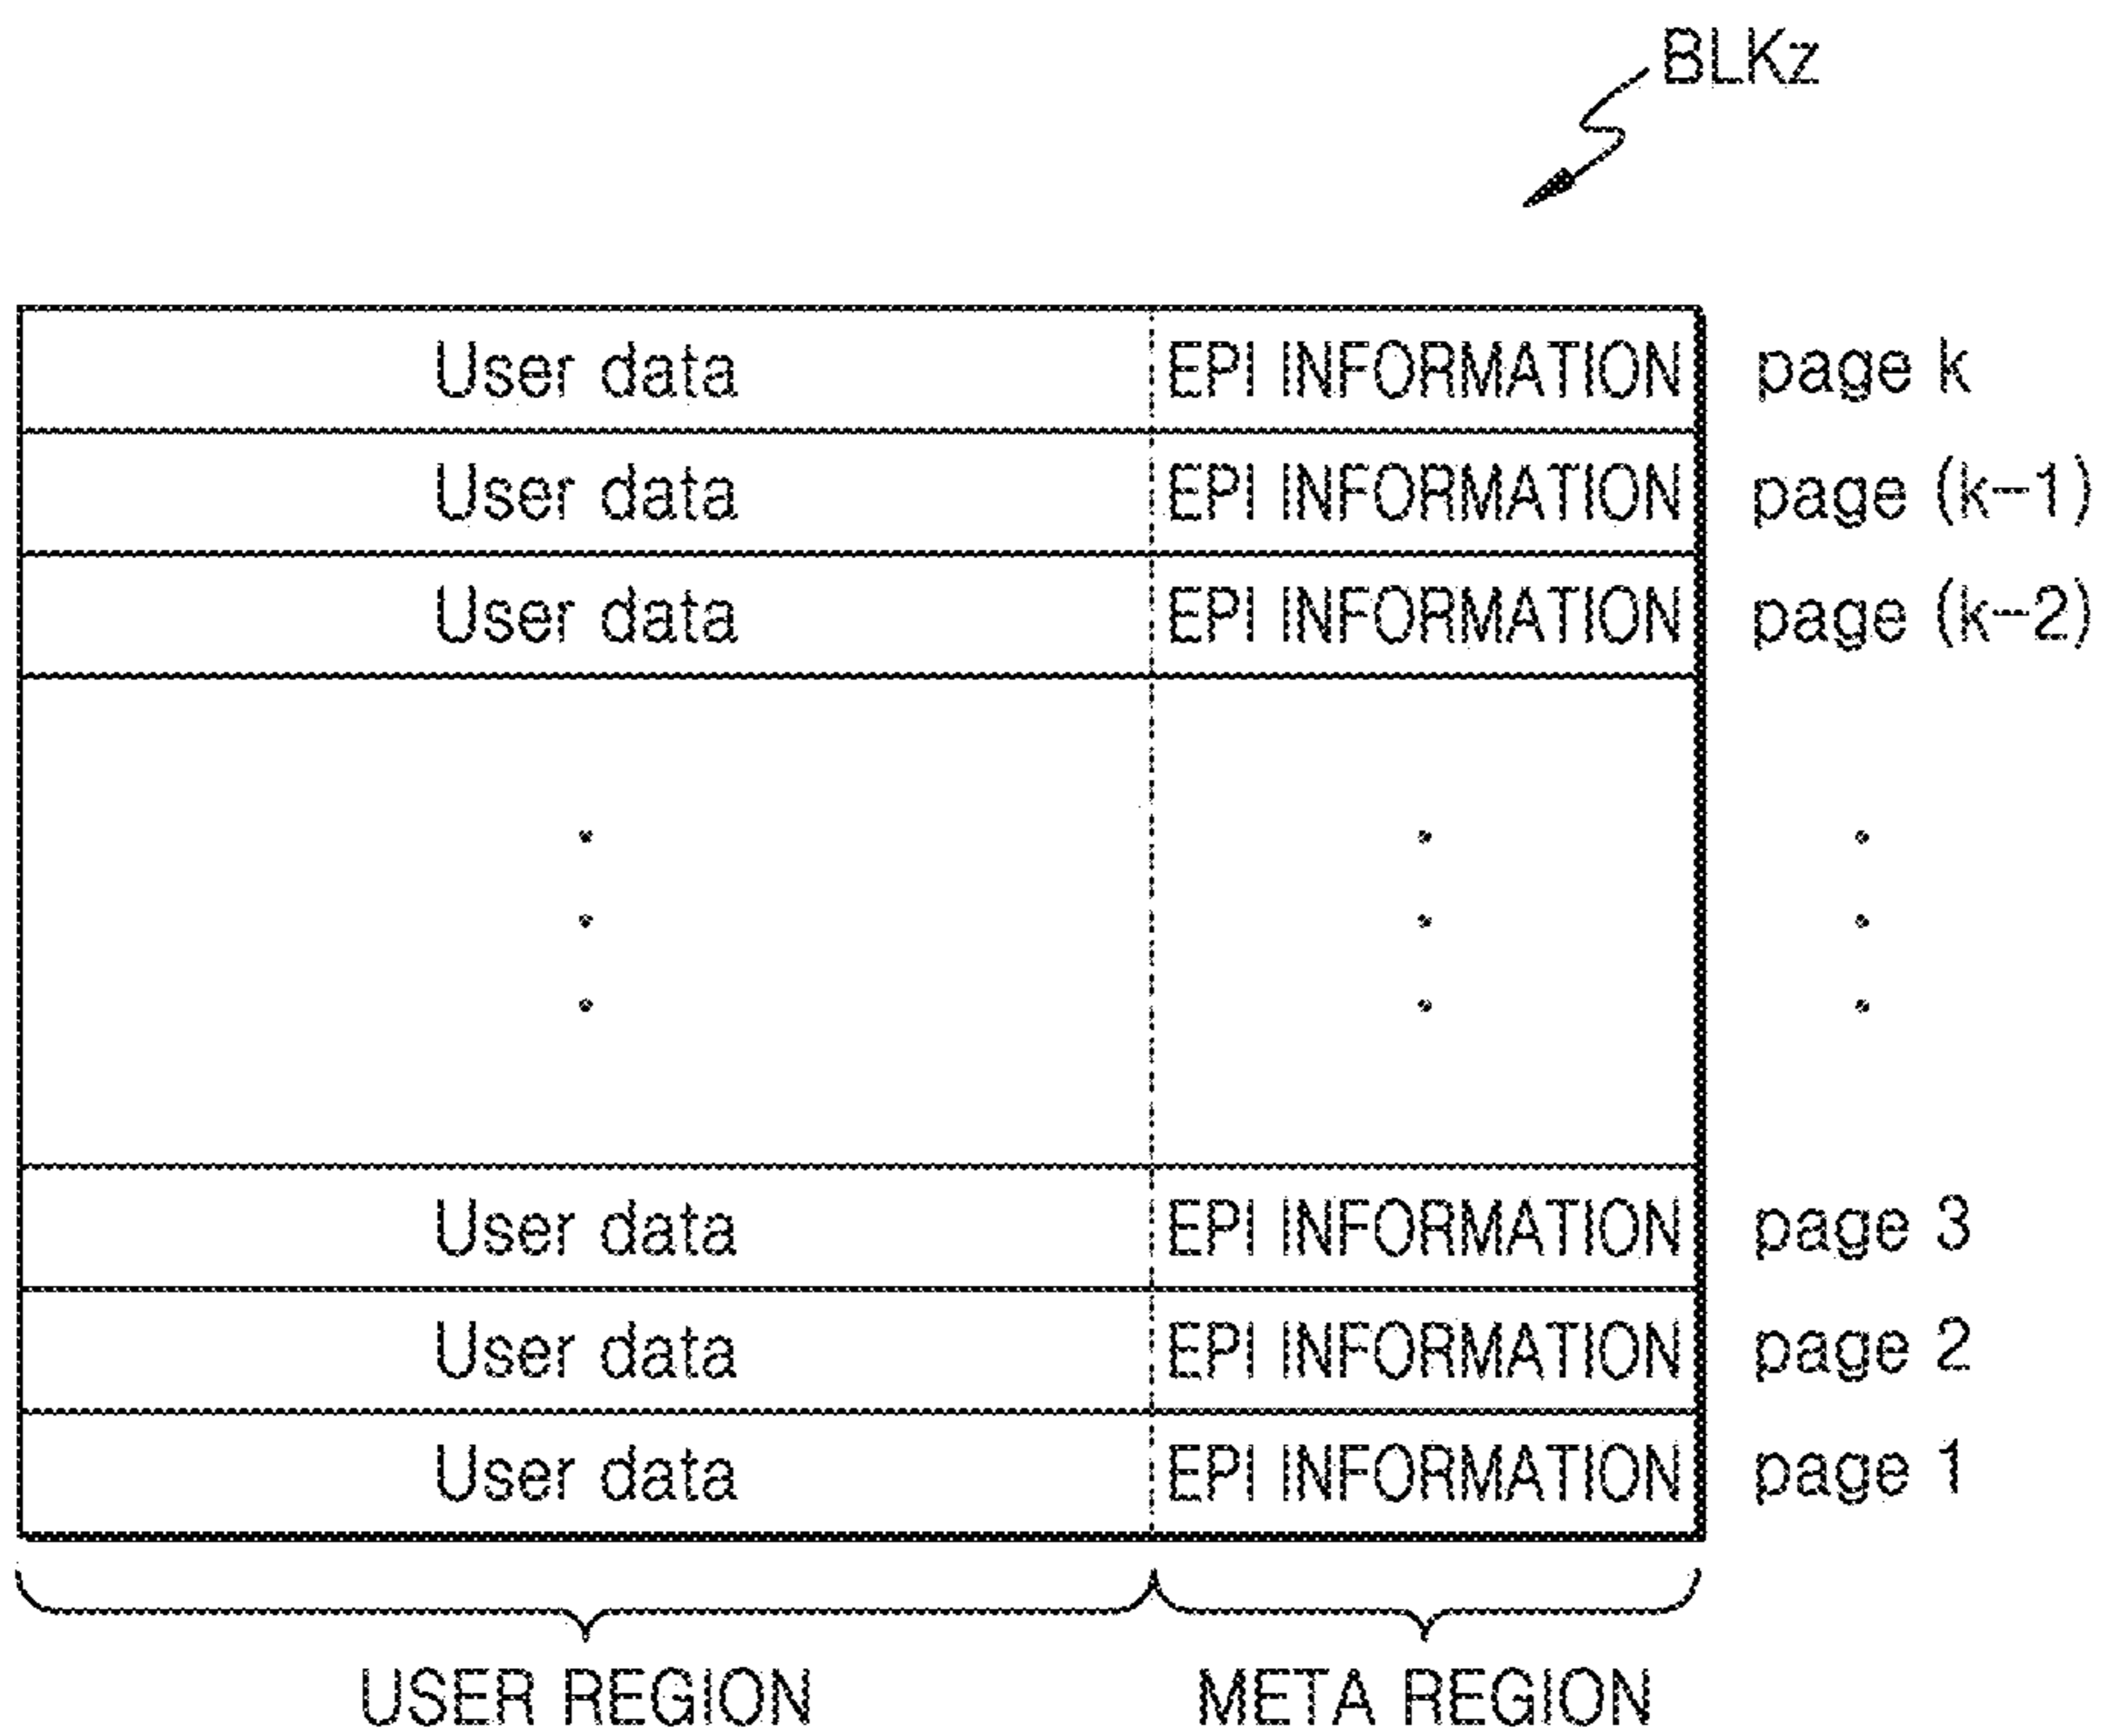 BLKz
User data EPI INFORMATION page k
User data EPI INFORMATION page (k-1)
User data EPI INFORMATION page (k-2)
User data EPI INFORMATION page 3
User data EPI INFORMATION page 2
User data EPI INFORMATION page 1
USER REGION META REGION